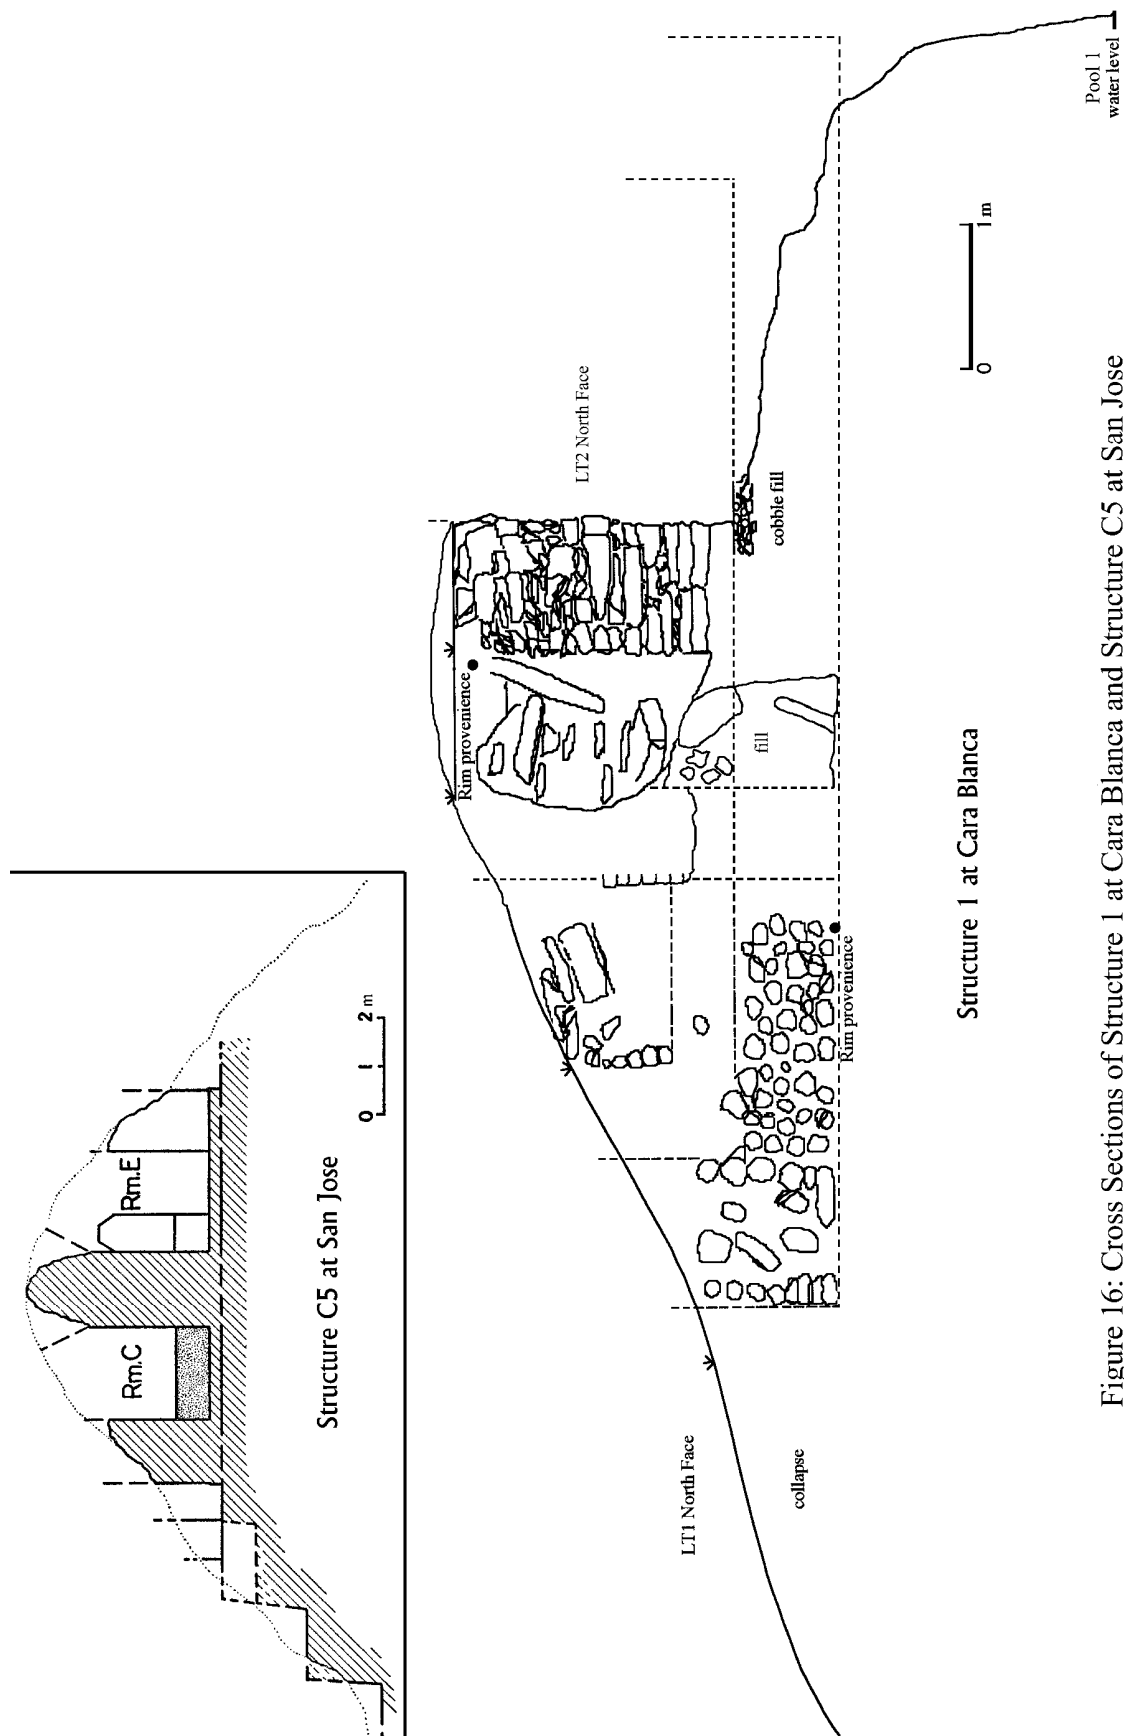 Rm.C
Rm.E
0 1 2 m
Structure C5 at San Jose
Rim provenience
LT2 North Face
LT1 North Face
collapse
fill
cobble fill
Rim provenience
Pool 1
water level
0 1 m
Structure 1 at Cara Blanca
Figure 16: Cross Sections of Structure 1 at Cara Blanca and Structure C5 at San Jose